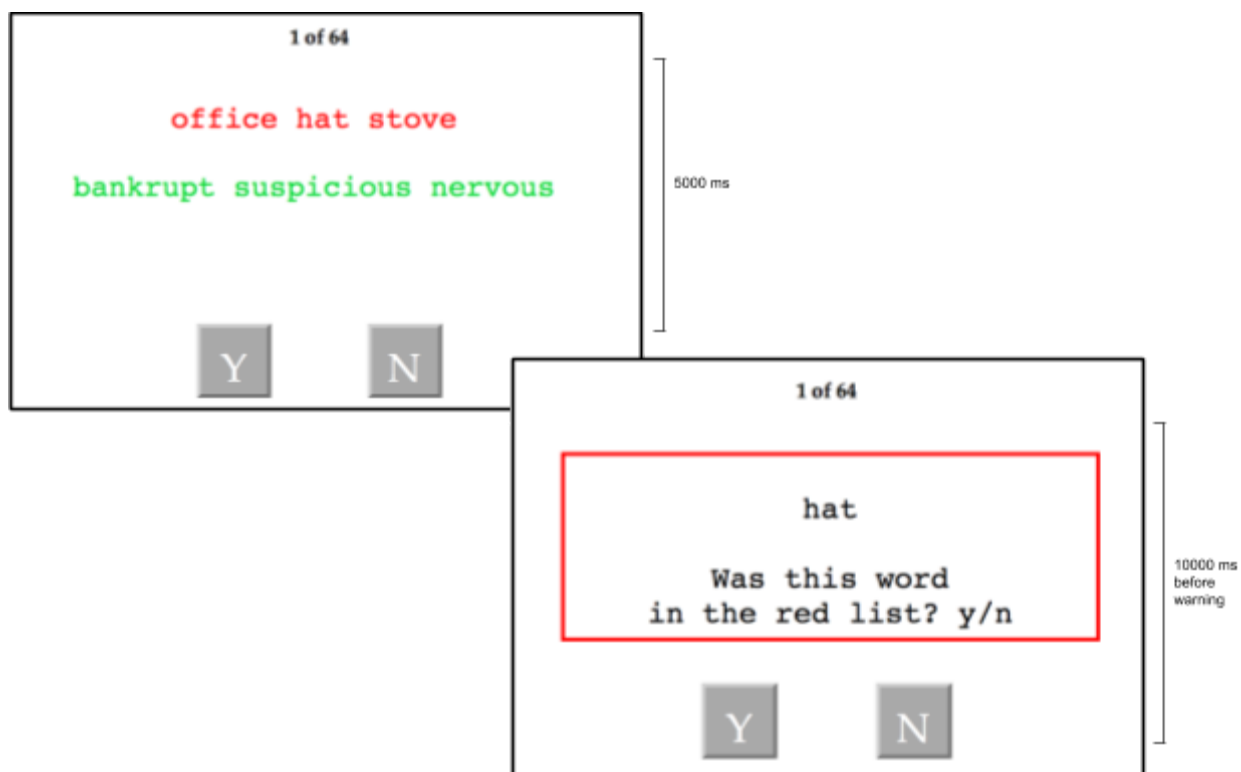 1 of 64
office hat stove
bankrupt suspicious nervous
Y N
5000 ms
1 of 64
hat
Was this word
in the red list? y/n
Y N
10000 ms
before
warning